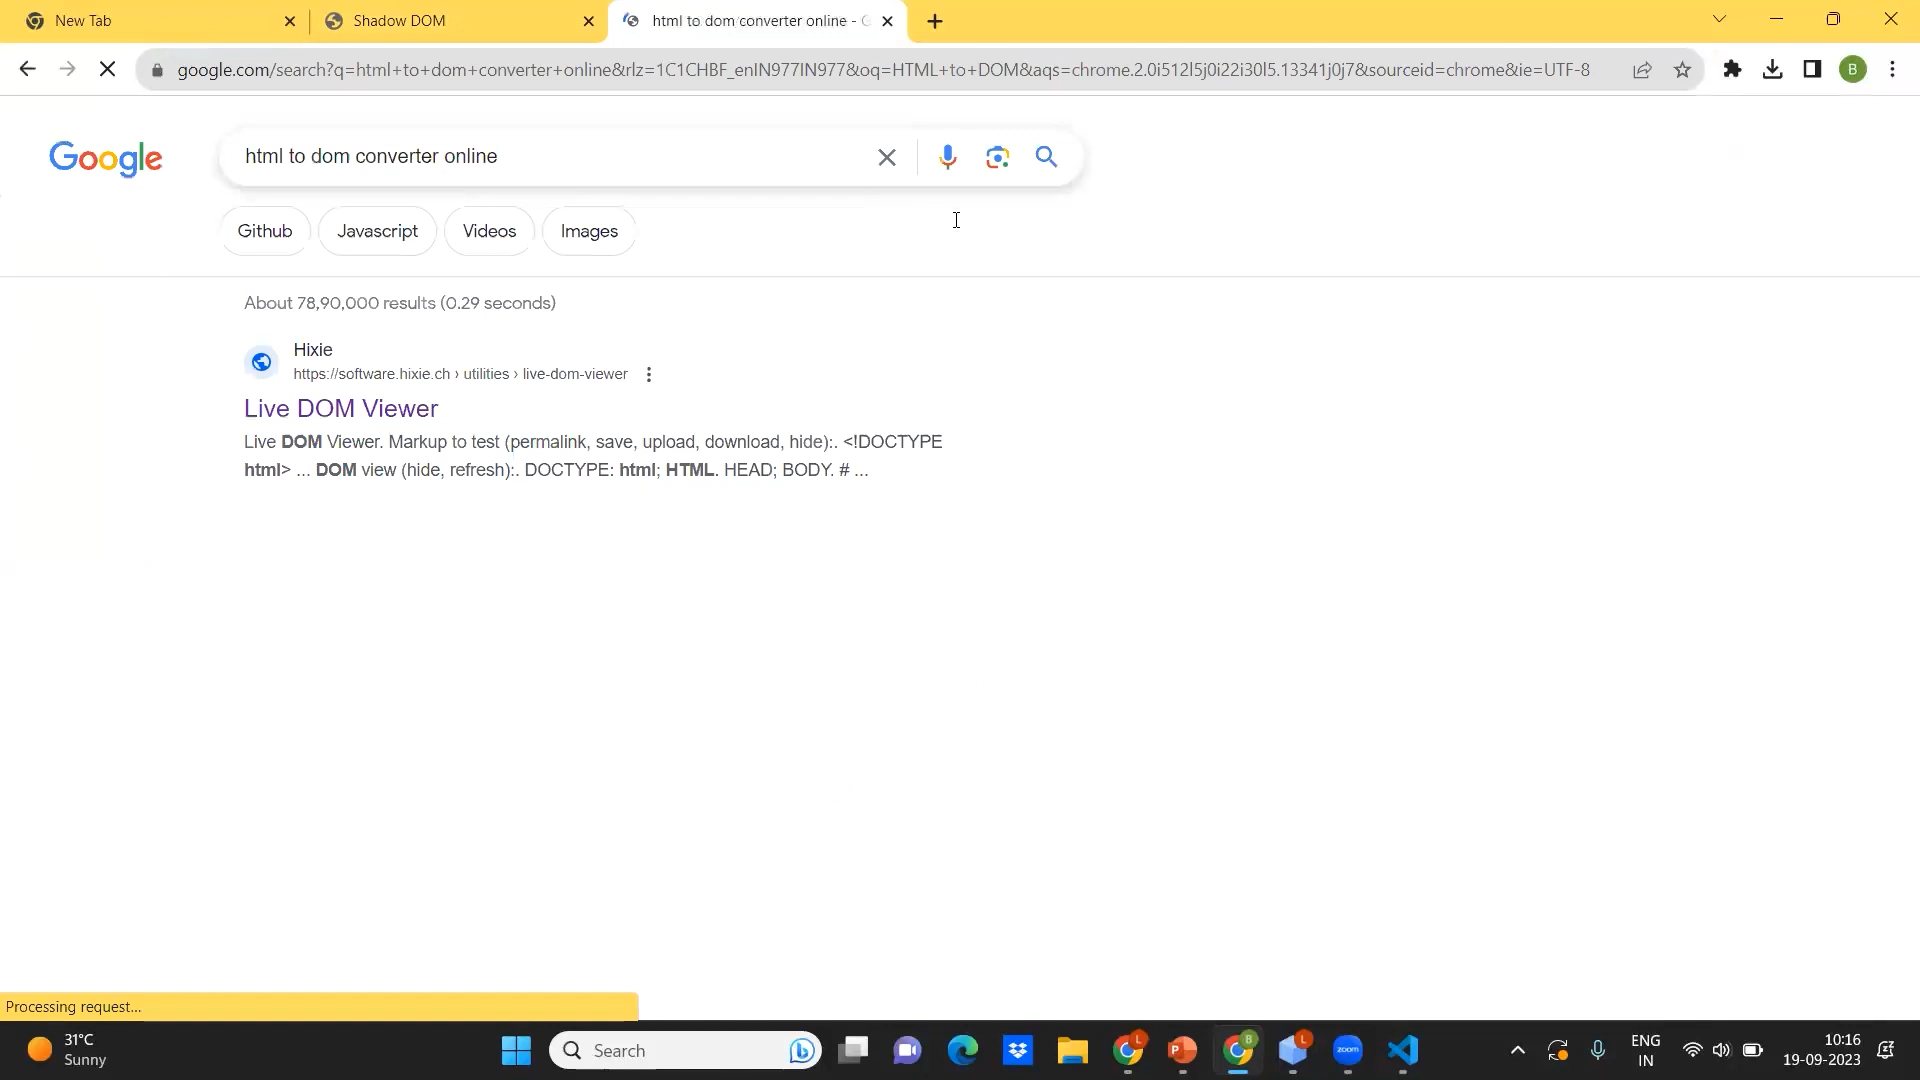 New Tab
Shadow DOM
html to dom converter online - G
google.com/search?q=html+to+dom+converter+online&rlz=1C1CHBF_enIN977IN977&oq=HTML+to+DOM&aqs=chrome.2.0i512l5j0i22i30l5.13341j0j7&sourceid=chrome&ie=UTF-8
B
Google
html to dom converter online
Github
Javascript
Videos
Images
About 78,90,000 results (0.29 seconds)
Hixie
https://software.hixie.ch › utilities › live-dom-viewer
Live DOM Viewer
Live DOM Viewer. Markup to test (permalink, save, upload, download, hide):. <!DOCTYPE
html> ... DOM view (hide, refresh):. DOCTYPE: html; HTML. HEAD; BODY. # ...
Processing request...
31°C
Sunny
Search
L
P
B
L
zoom
ENG
IN
10:16
19-09-2023